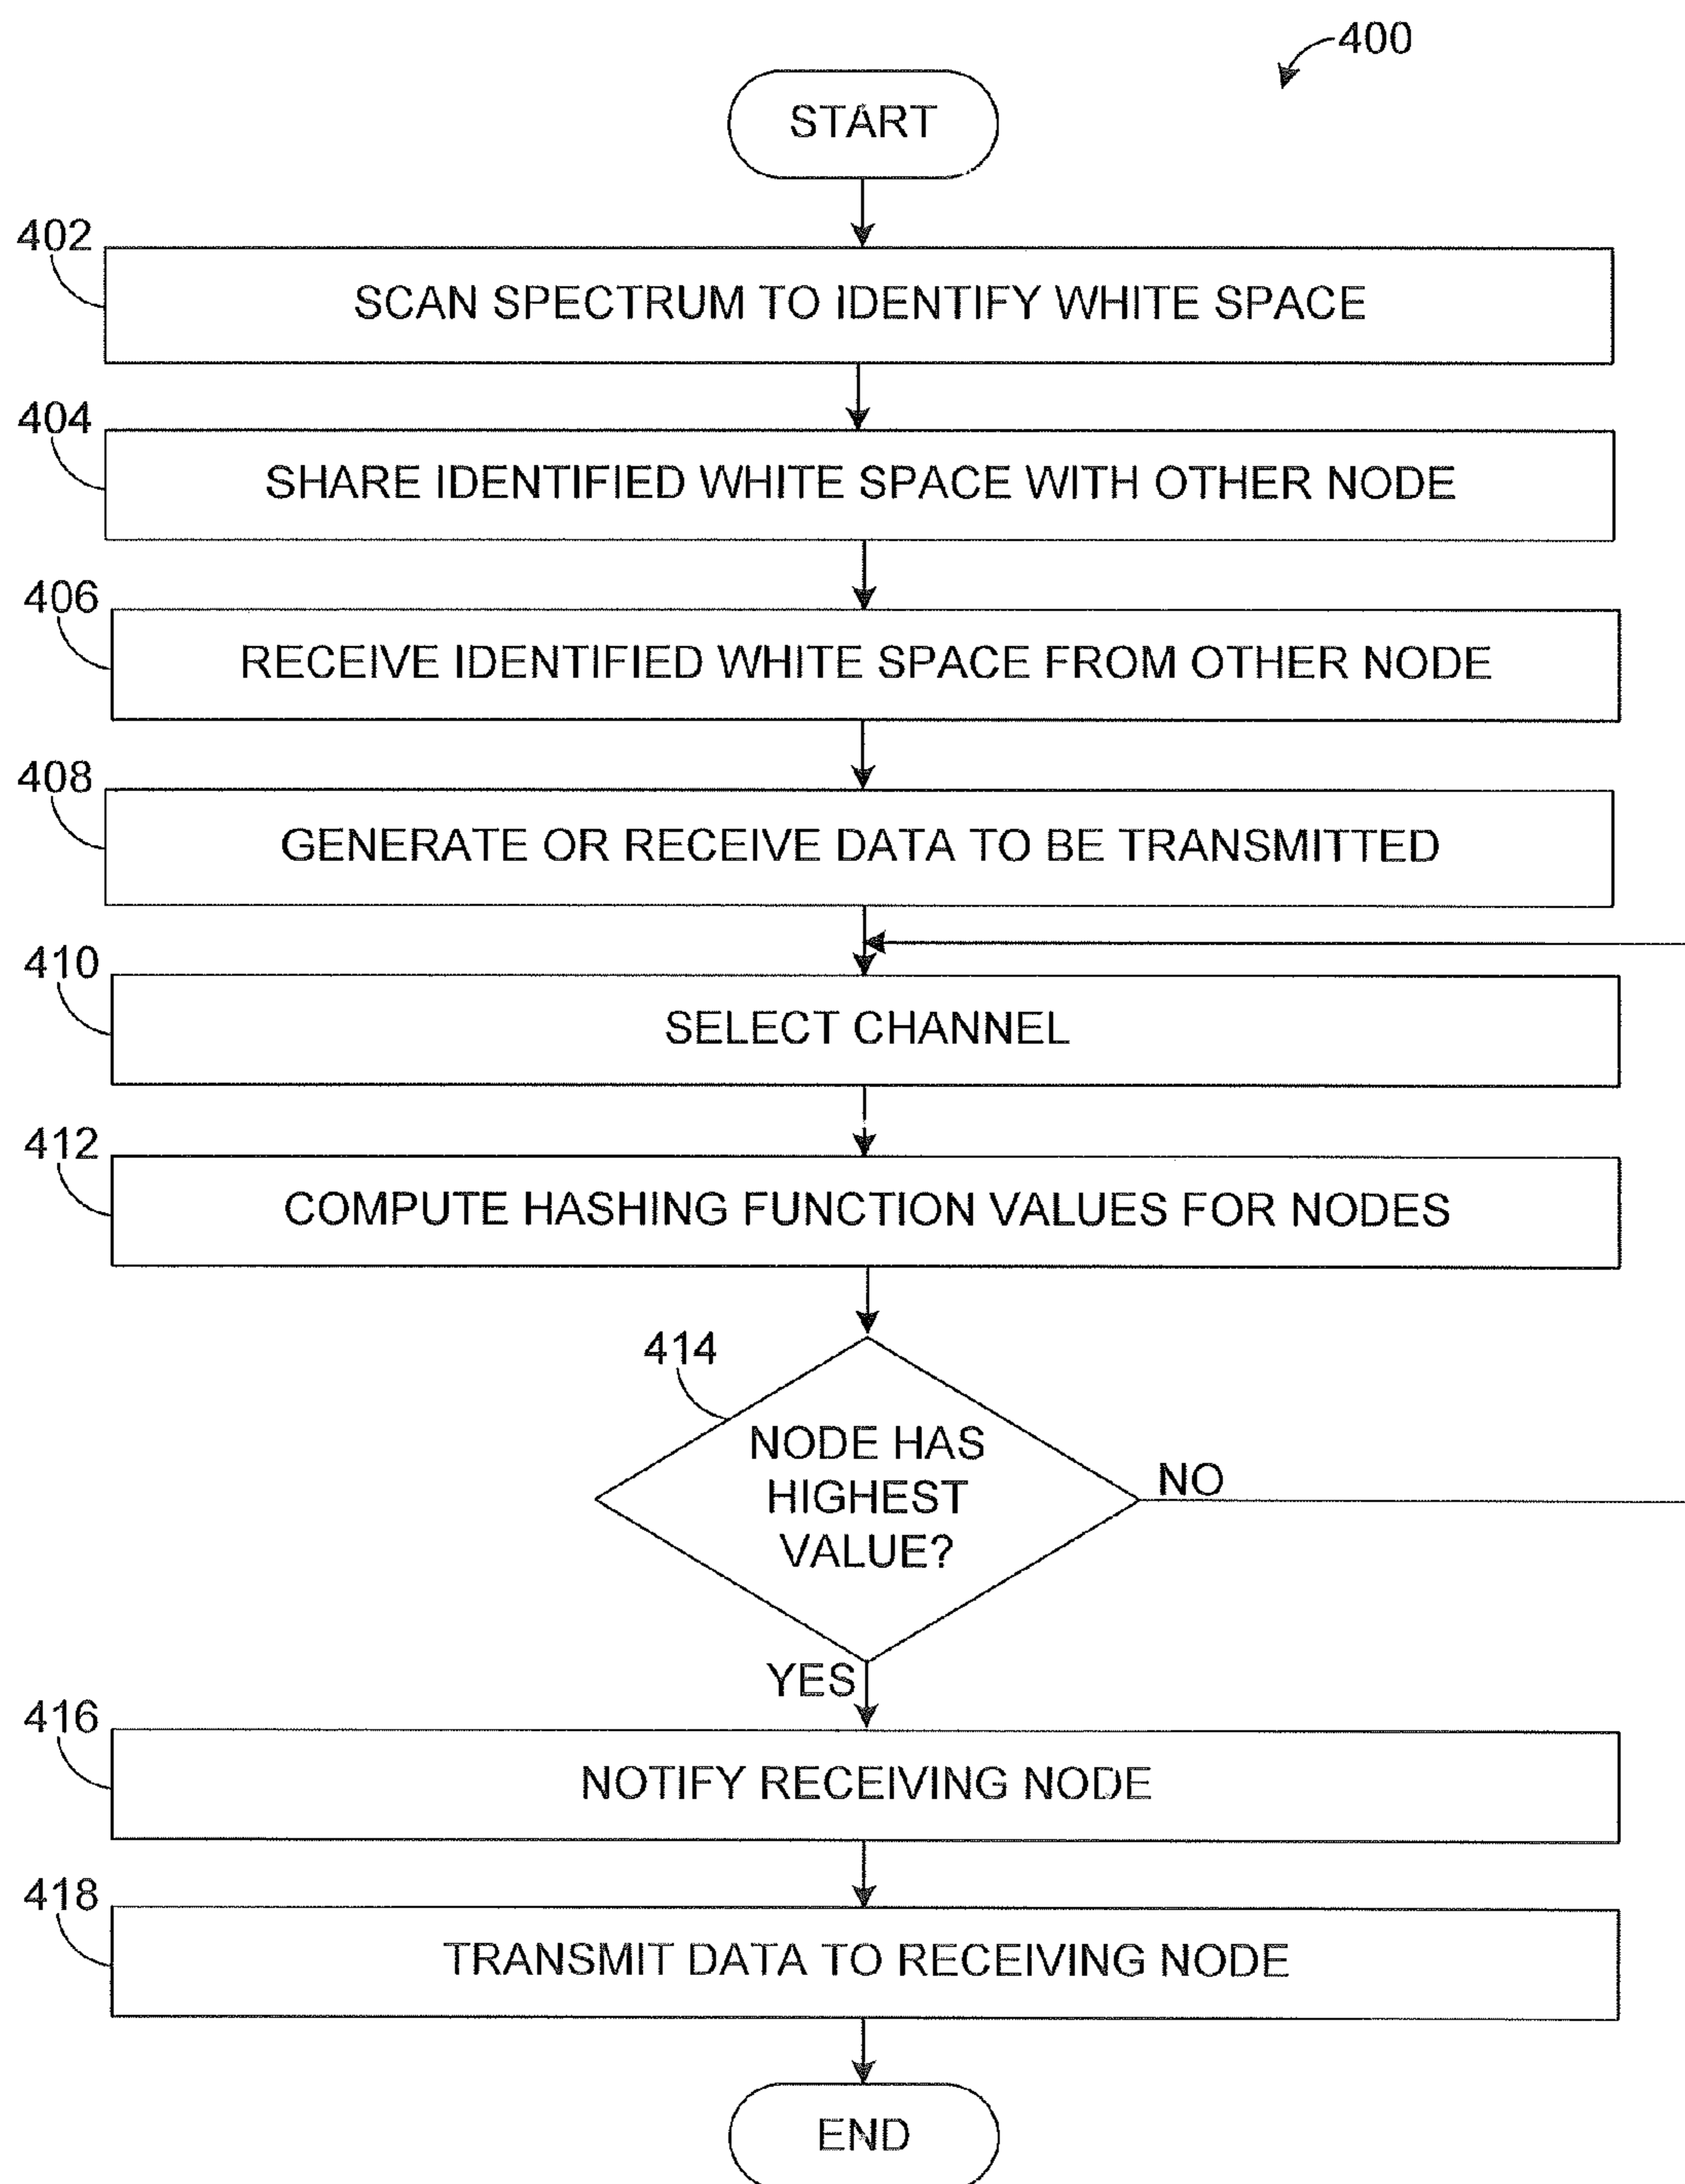 400
START
402
SCAN SPECTRUM TO IDENTIFY WHITE SPACE
404
SHARE IDENTIFIED WHITE SPACE WITH OTHER NODE
406
RECEIVE IDENTIFIED WHITE SPACE FROM OTHER NODE
408
GENERATE OR RECEIVE DATA TO BE TRANSMITTED
410
SELECT CHANNEL
412
COMPUTE HASHING FUNCTION VALUES FOR NODES
414
NODE HAS
HIGHEST
VALUE?
NO
YES
416
NOTIFY RECEIVING NODE
418
TRANSMIT DATA TO RECEIVING NODE
END